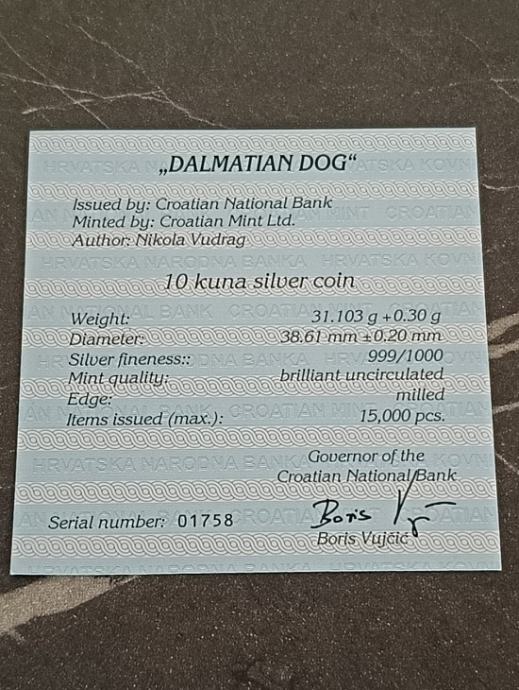 „DALMATIAN DOG“
Issued by: Croatian National Bank
Minted by: Croatian Mint Ltd.
Author: Nikola Vudrag
10 kuna silver coin
Weight: 31.103 g +0.30 g
Diameter: 38.61 mm ±0.20 mm
Silver fineness:: 999/1000
Mint quality: brilliant uncirculated
Edge: milled
Items issued (max.): 15,000 pcs.
Governor of the
Croatian National Bank
Serial number: 01758
Boris
Boris Vujčić